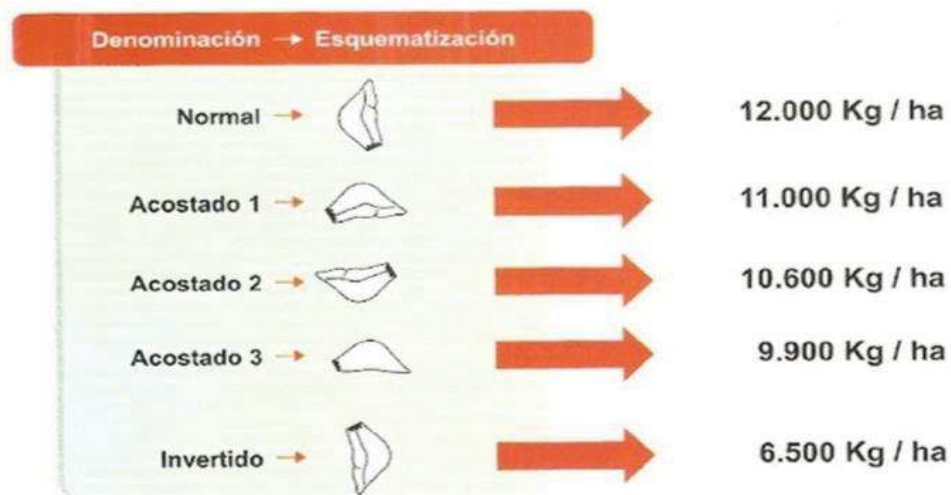 Denominación → Esquematización
Normal → 12.000 Kg / ha
Acostado 1 → 11.000 Kg / ha
Acostado 2 → 10.600 Kg / ha
Acostado 3 → 9.900 Kg / ha
Invertido → 6.500 Kg / ha